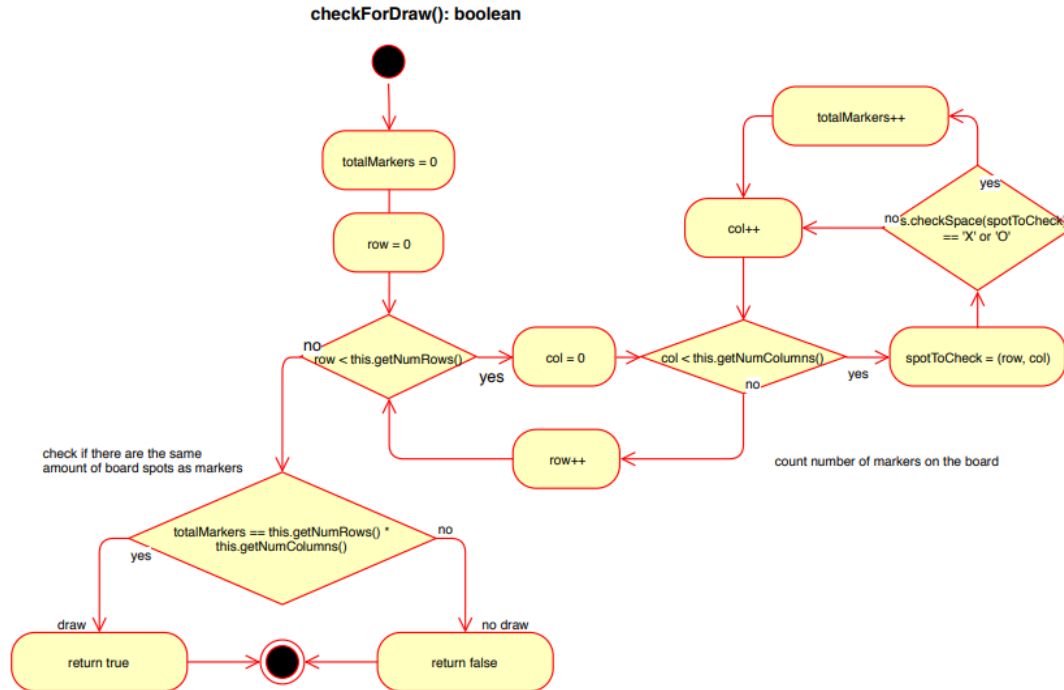 checkForDraw(): boolean
totalMarkers++
totalMarkers = 0
yes
no
s.checkSpace(spotToCheck)
== 'X' or 'O'
col++
row = 0
no
row < this.getNumRows()
yes
col = 0
col < this.getNumColumns()
yes
no
spotToCheck = (row, col)
check if there are the same
amount of board spots as markers
row++
count number of markers on the board
totalMarkers == this.getNumRows() *
this.getNumColumns()
yes
no
draw
no draw
return true
return false